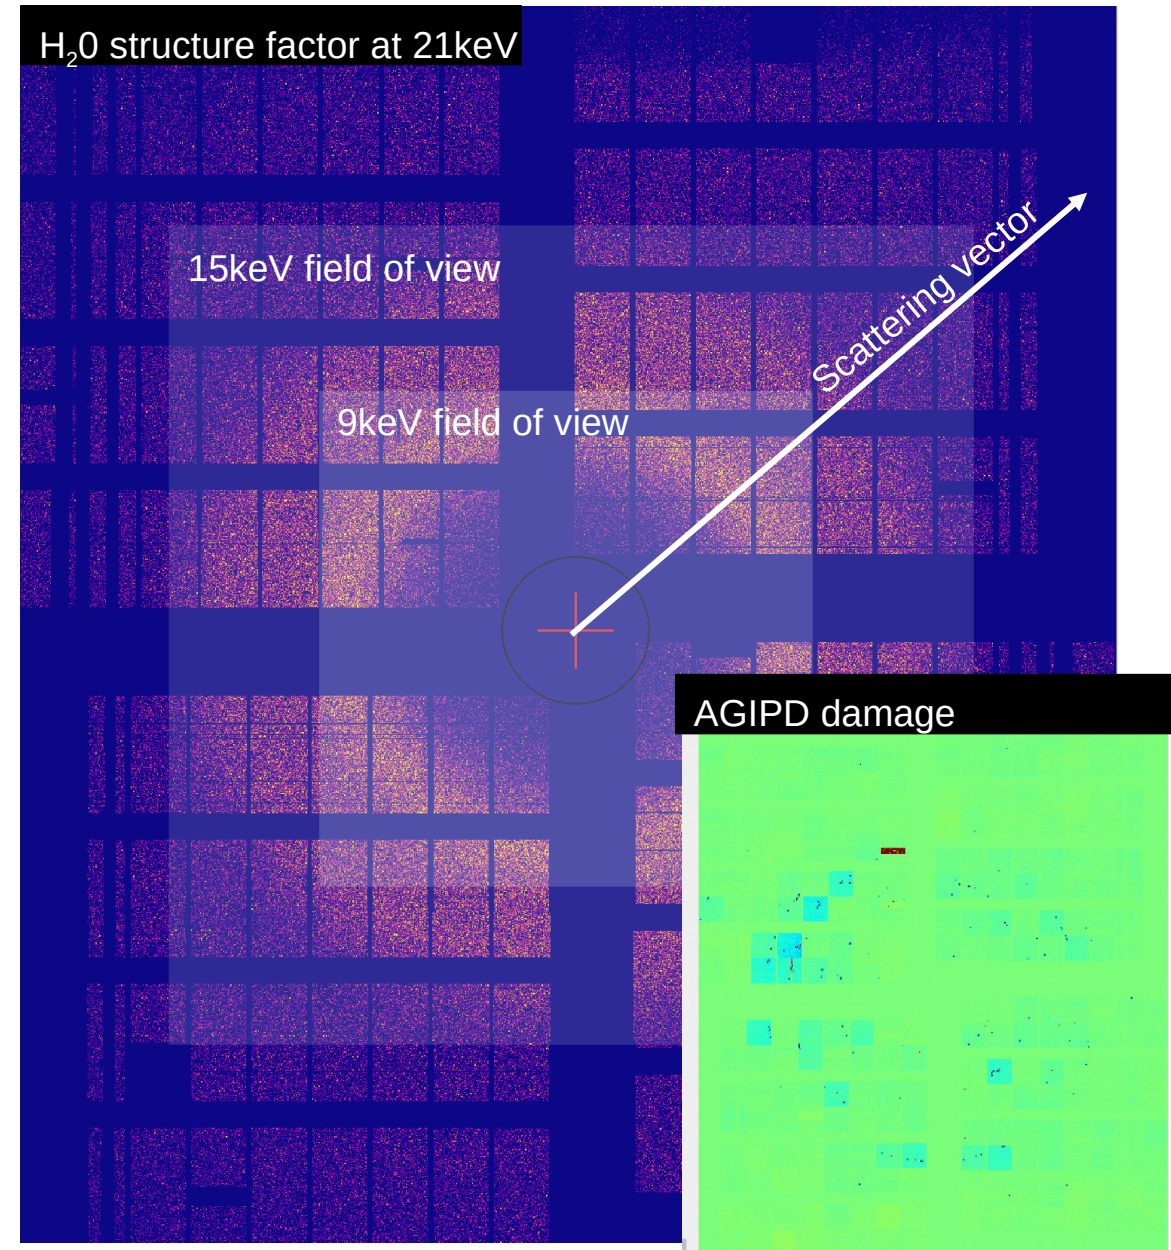 H₂0 structure factor at 21keV
15keV field of view
Scattering vector
9keV field of view
AGIPD damage